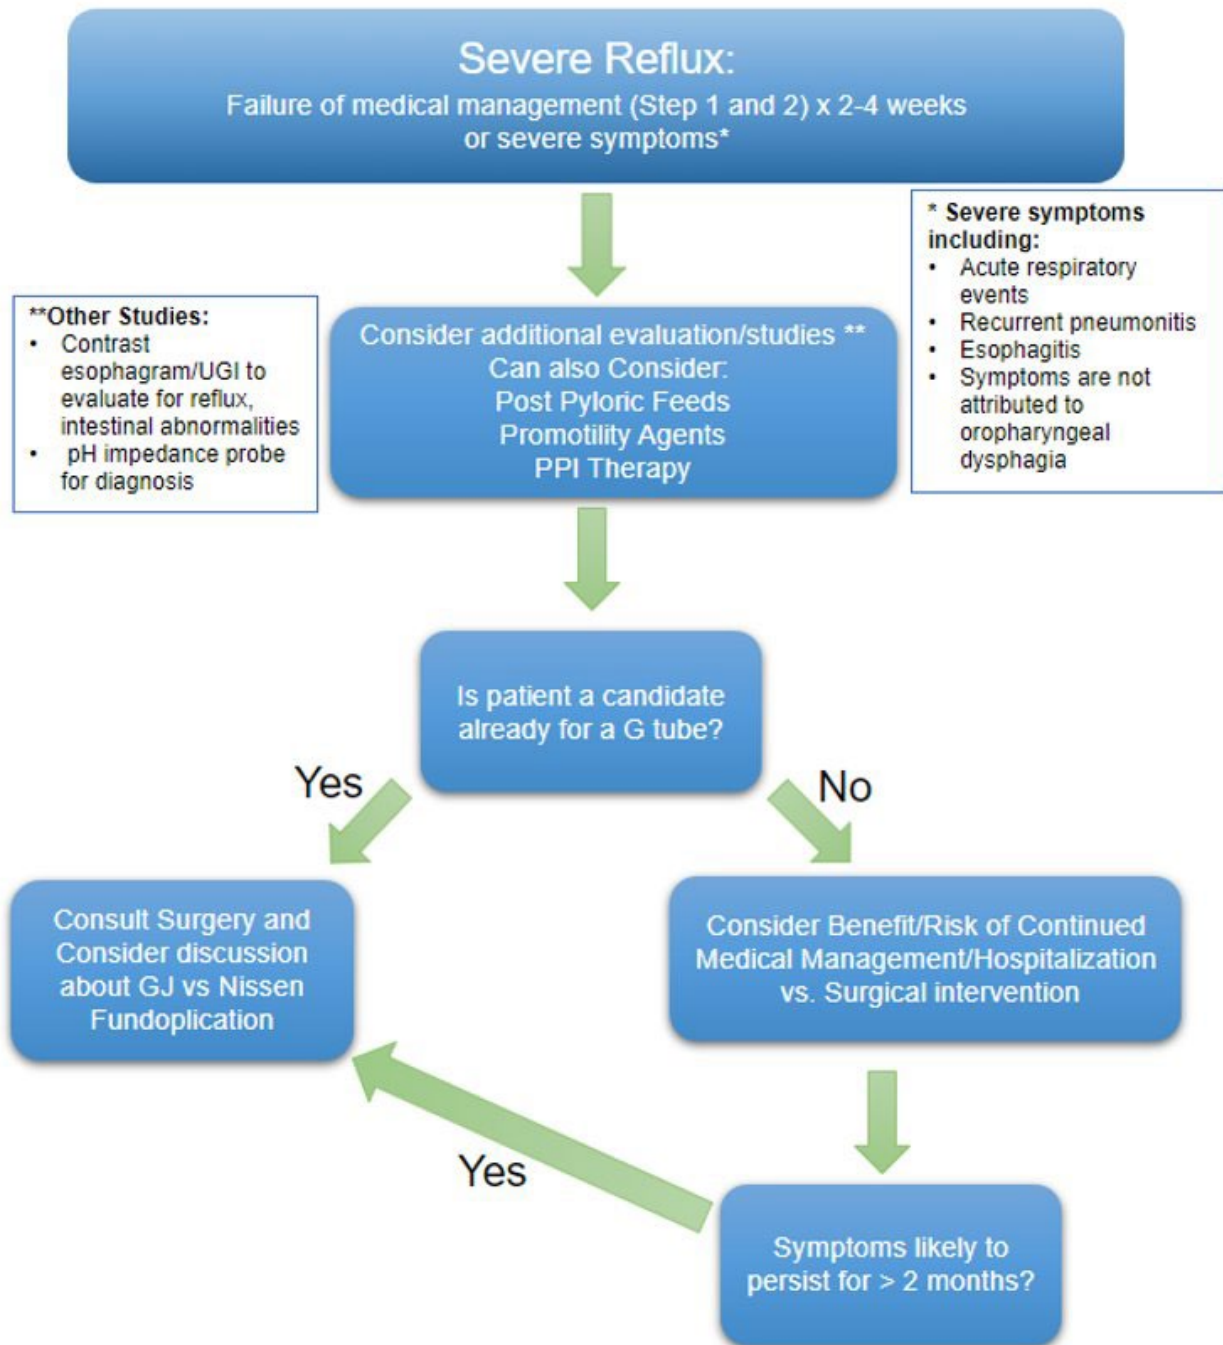 Severe Reflux:
Failure of medical management (Step 1 and 2) x 2-4 weeks
or severe symptoms*
* Severe symptoms
including:
• Acute respiratory
events
• Recurrent pneumonitis
• Esophagitis
• Symptoms are not
attributed to
oropharyngeal
dysphagia
**Other Studies:
• Contrast
esophagram/UGI to
evaluate for reflux,
intestinal abnormalities
• pH impedance probe
for diagnosis
Consider additional evaluation/studies **
Can also Consider:
Post Pyloric Feeds
Promotility Agents
PPI Therapy
Is patient a candidate
already for a G tube?
Yes
No
Consult Surgery and
Consider discussion
about GJ vs Nissen
Fundoplication
Consider Benefit/Risk of Continued
Medical Management/Hospitalization
vs. Surgical intervention
Yes
Symptoms likely to
persist for > 2 months?